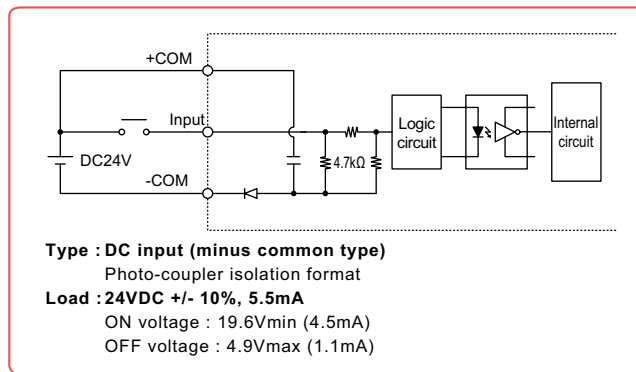 +COM
Input
DC24V
-COM
4.7kΩ
Logic
circuit
Internal
circuit
Type : DC input (minus common type)
Photo-coupler isolation format
Load : 24VDC +/- 10%, 5.5mA
ON voltage : 19.6Vmin (4.5mA)
OFF voltage : 4.9Vmax (1.1mA)